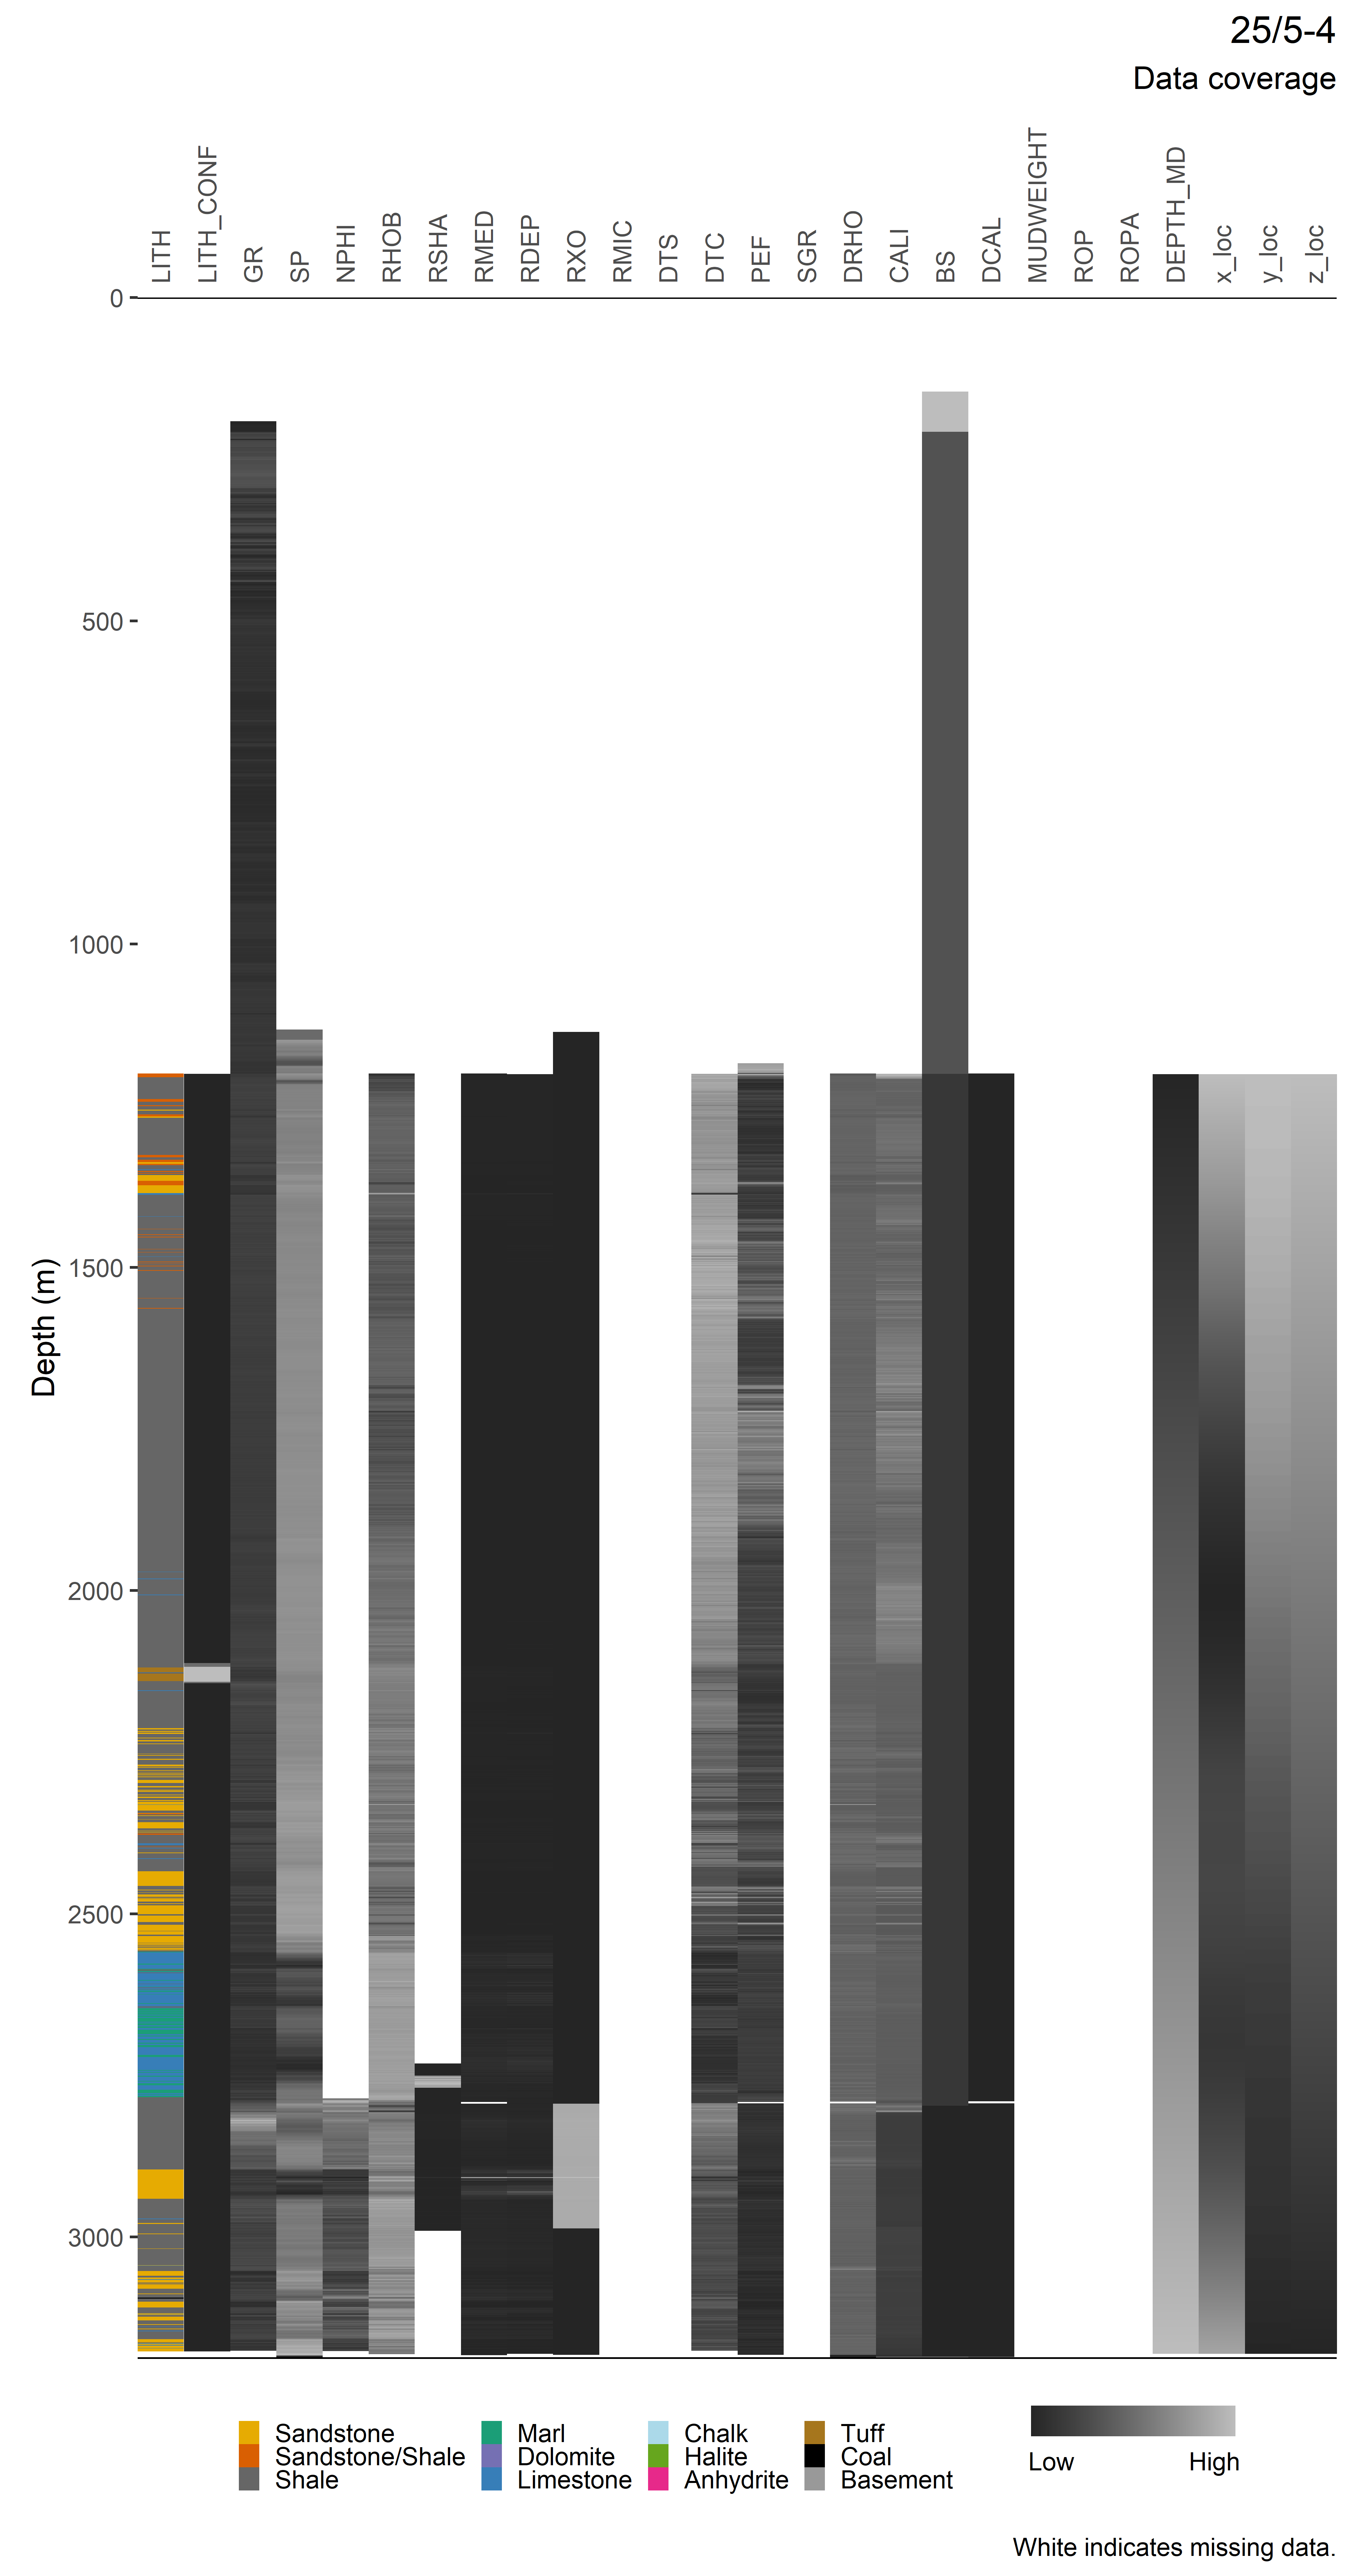 25/5-4
Data coverage
LITH
LITH_CONF
GR
SP
NPHI
RHOB
RSHA
RMED
RDEP
RXO
RMIC
DTS
DTC
PEF
SGR
DRHO
CALI
BS
DCAL
MUDWEIGHT
ROP
ROPA
DEPTH_MD
x_loc
y_loc
z_loc
0
500
1000
1500
2000
2500
3000
Depth (m)
Sandstone
Sandstone/Shale
Shale
Marl
Dolomite
Limestone
Chalk
Halite
Anhydrite
Tuff
Coal
Basement
Low High
White indicates missing data.